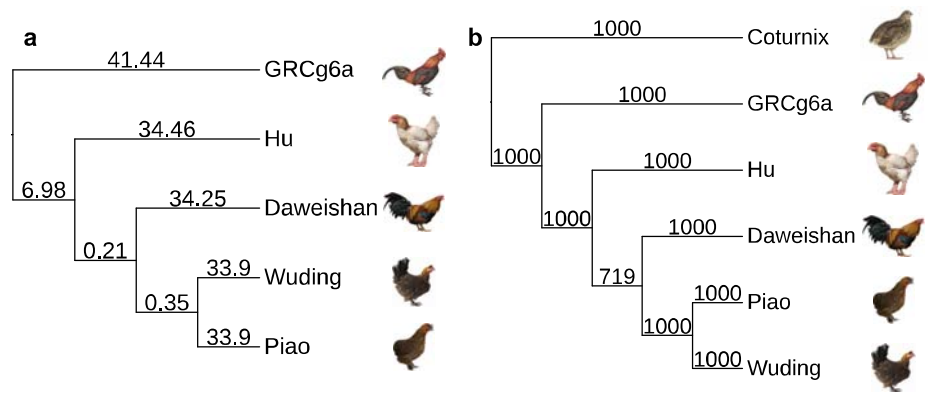 a
41.44
GRCg6a
34.46
Hu
6.98
34.25
Daweishan
0.21
33.9
Wuding
0.35
33.9
Piao
b
1000
Coturnix
1000
GRCg6a
1000
1000
Hu
1000
1000
Daweishan
719
1000
Piao
1000
1000
Wuding